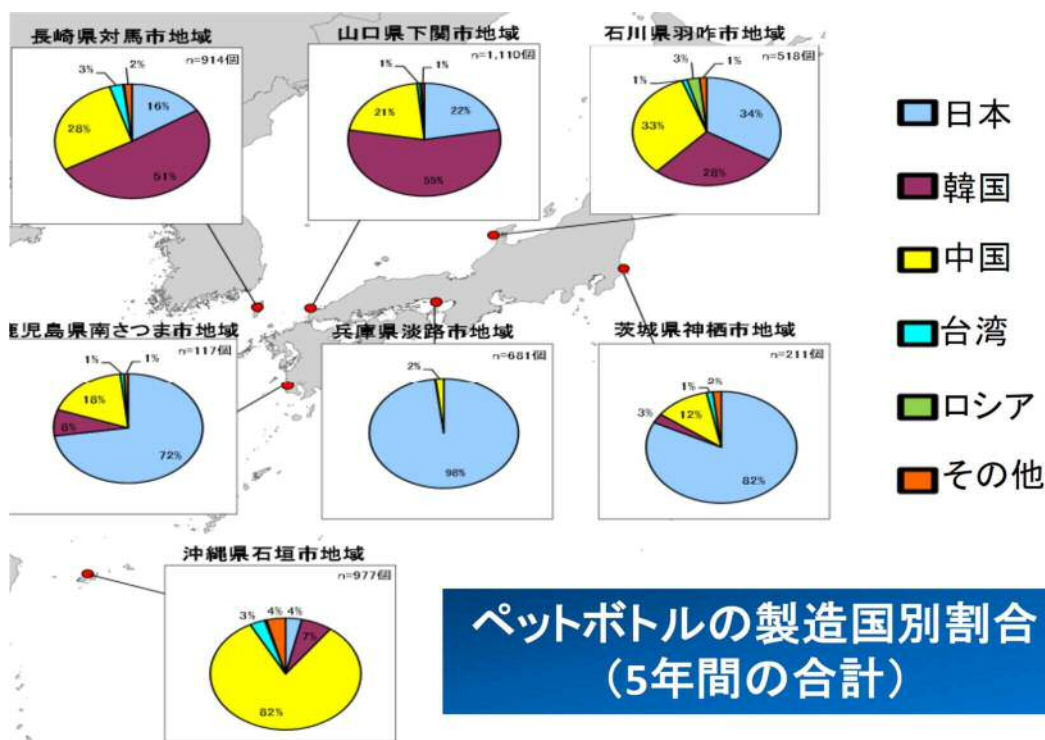 長崎県対馬市地域
n=914個
3%
2%
16%
28%
51%
山口県下関市地域
n=1,110個
1%
1%
21%
22%
55%
石川県羽咋市地域
n=518個
3%
1%
1%
34%
33%
28%
日本
韓国
中国
台湾
ロシア
その他
鹿児島県南さつま市地域
n=117個
1%
1%
18%
8%
72%
兵庫県淡路市地域
n=681個
2%
98%
茨城県神栖市地域
n=211個
1%
2%
12%
3%
82%
沖縄県石垣市地域
n=977個
3%
4%
4%
7%
82%
ペットボトルの製造国別割合
(5年間の合計)